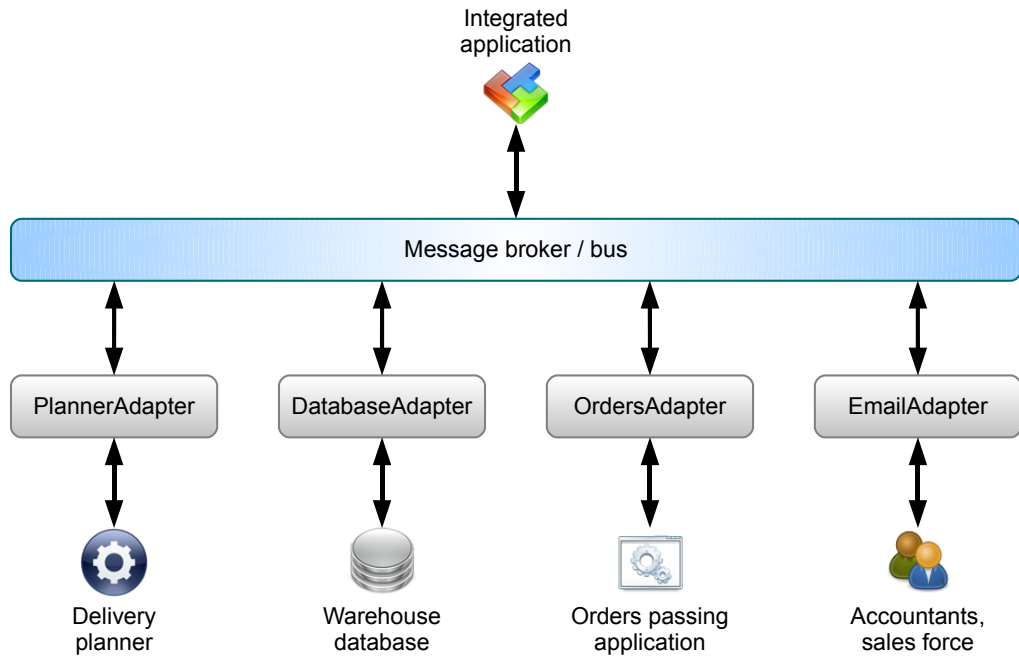 Integrated
application
Message broker / bus
PlannerAdapter
DatabaseAdapter
OrdersAdapter
EmailAdapter
Delivery
planner
Warehouse
database
Orders passing
application
Accountants,
sales force